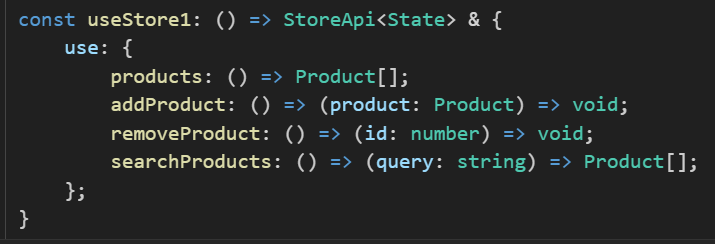 const useStore1: () => StoreApi<State> & {
    use: {
        products: () => Product[];
        addProduct: () => (product: Product) => void;
        removeProduct: () => (id: number) => void;
        searchProducts: () => (query: string) => Product[];
    };
}